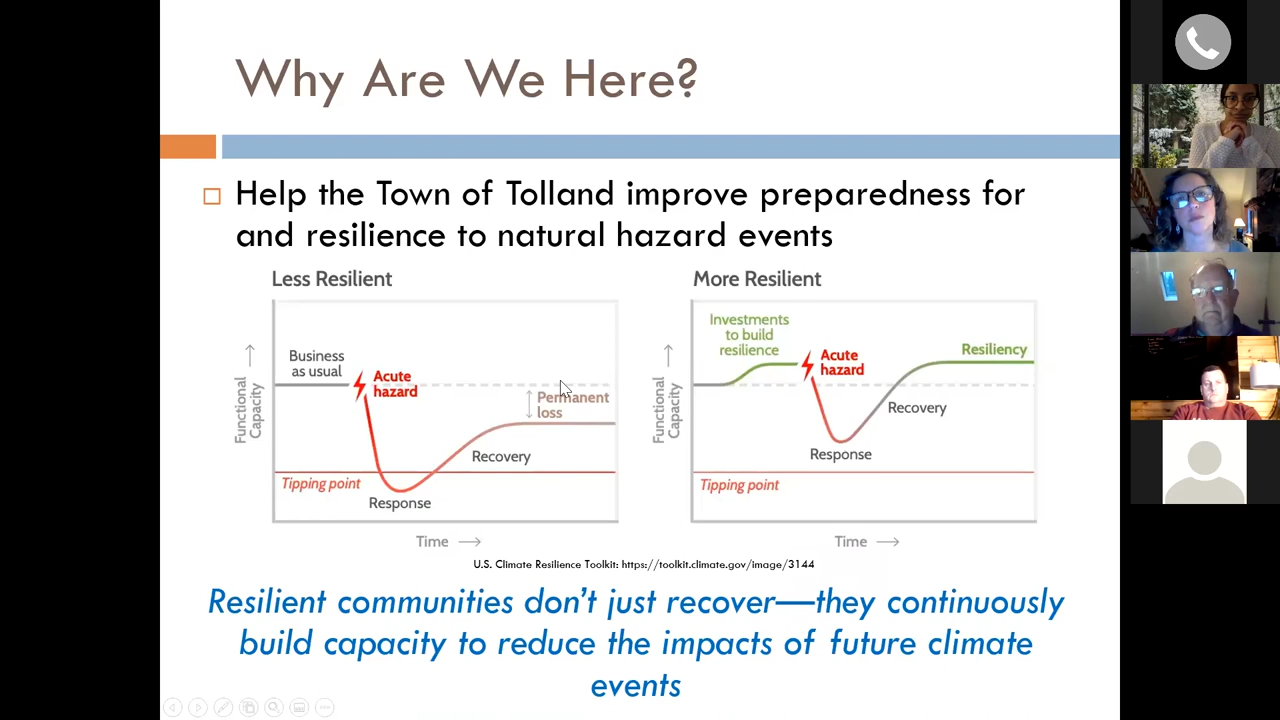 Why Are We Here?
Help the Town of Tolland improve preparedness for
and resilience to natural hazard events
Less Resilient
Functional
Capacity
Business
as usual
Acute
hazard
Permanent
loss
Recovery
Tipping point
Response
Time
More Resilient
Functional
Capacity
Investments
to build
resilience
Acute
hazard
Resiliency
Recovery
Response
Tipping point
Time
U.S. Climate Resilience Toolkit: https://toolkit.climate.gov/image/3144
Resilient communities don't just recover—they continuously
build capacity to reduce the impacts of future climate
events